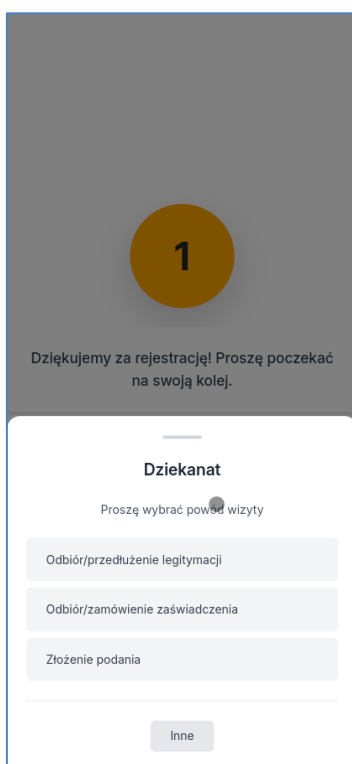 1
Dziękujemy za rejestrację! Proszę poczekać
na swoją kolej.
Dziekanat
Proszę wybrać powód wizyty
Odbiór/przedłużenie legitymacji
Odbiór/zamówienie zaświadczenia
Złożenie podania
Inne